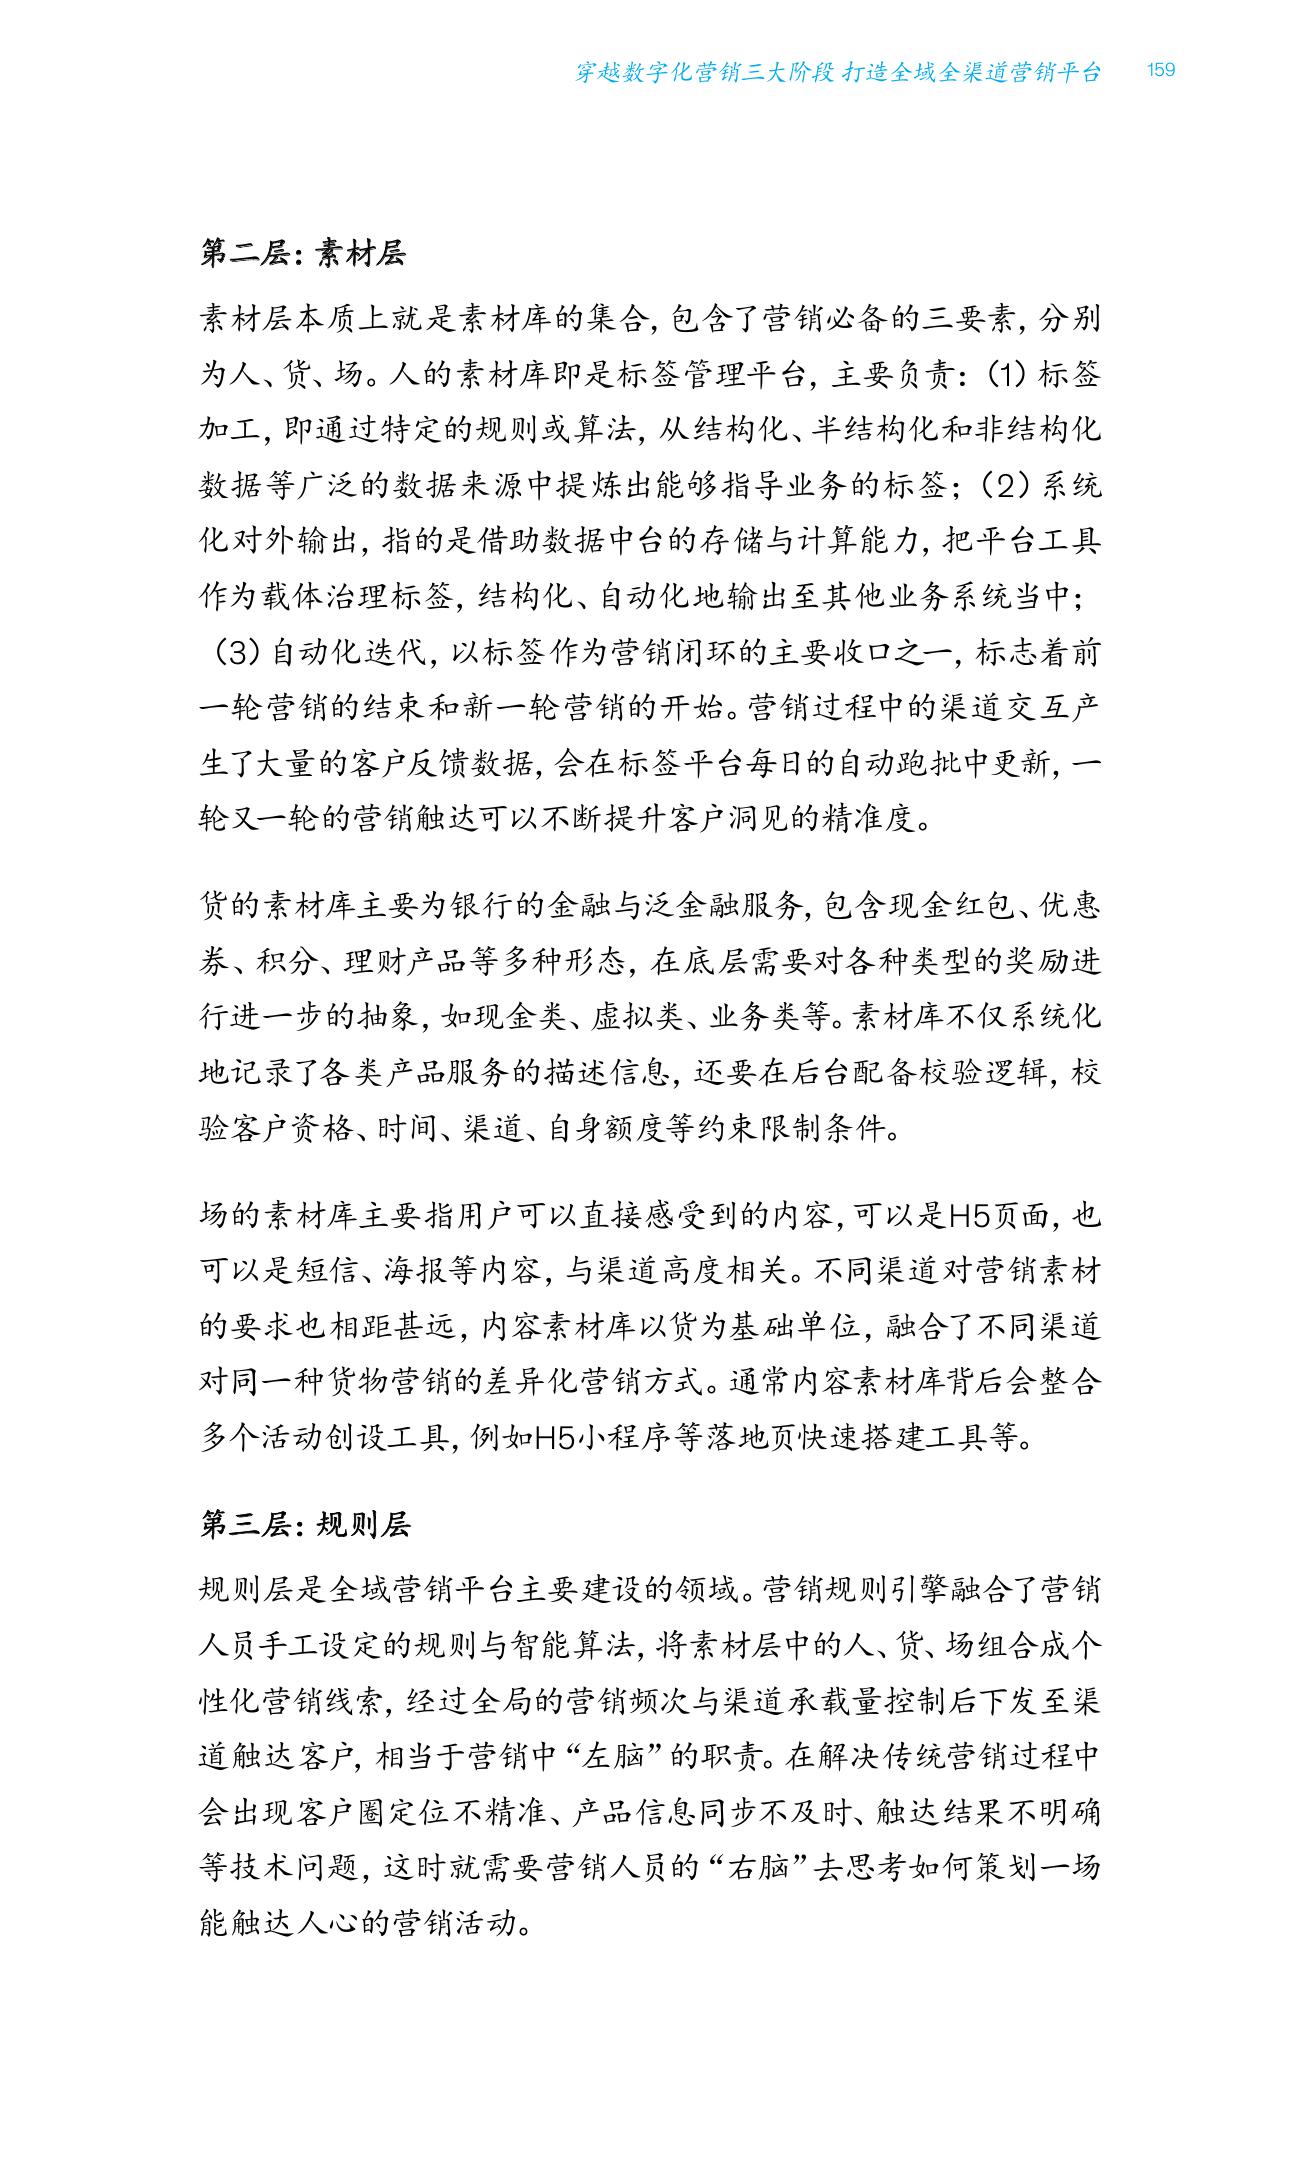 穿越数字化营销三大阶段 打造全域全渠道营销平台 159
第二层：素材层
素材层本质上就是素材库的集合，包含了营销必备的三要素，分别
为人、货、场。人的素材库即是标签管理平台，主要负责：（1）标签
加工，即通过特定的规则或算法，从结构化、半结构化和非结构化
数据等广泛的数据来源中提炼出能够指导业务的标签；（2）系统
化对外输出，指的是借助数据中台的存储与计算能力，把平台工具
作为载体治理标签，结构化、自动化地输出至其他业务系统当中；
（3）自动化迭代，以标签作为营销闭环的主要收口之一，标志着前
一轮营销的结束和新一轮营销的开始。营销过程中的渠道交互产
生了大量的客户反馈数据，会在标签平台每日的自动跑批中更新，一
轮又一轮的营销触达可以不断提升客户洞见的精准度。
货的素材库主要为银行的金融与泛金融服务，包含现金红包、优惠
券、积分、理财产品等多种形态，在底层需要对各种类型的奖励进
行进一步的抽象，如现金类、虚拟类、业务类等。素材库不仅系统化
地记录了各类产品服务的描述信息，还要在后台配备校验逻辑，校
验客户资格、时间、渠道、自身额度等约束限制条件。
场的素材库主要指用户可以直接感受到的内容，可以是H5页面，也
可以是短信、海报等内容，与渠道高度相关。不同渠道对营销素材
的要求也相距甚远，内容素材库以货为基础单位，融合了不同渠道
对同一种货物营销的差异化营销方式。通常内容素材库背后会整合
多个活动创设工具，例如H5小程序等落地页快速搭建工具等。
第三层：规则层
规则层是全域营销平台主要建设的领域。营销规则引擎融合了营销
人员手工设定的规则与智能算法，将素材层中的人、货、场组合成个
性化营销线索，经过全局的营销频次与渠道承载量控制后下发至渠
道触达客户，相当于营销中“左脑”的职责。在解决传统营销过程中
会出现客户圈定位不精准、产品信息同步不及时、触达结果不明确
等技术问题，这时就需要营销人员的“右脑”去思考如何策划一场
能触达人心的营销活动。